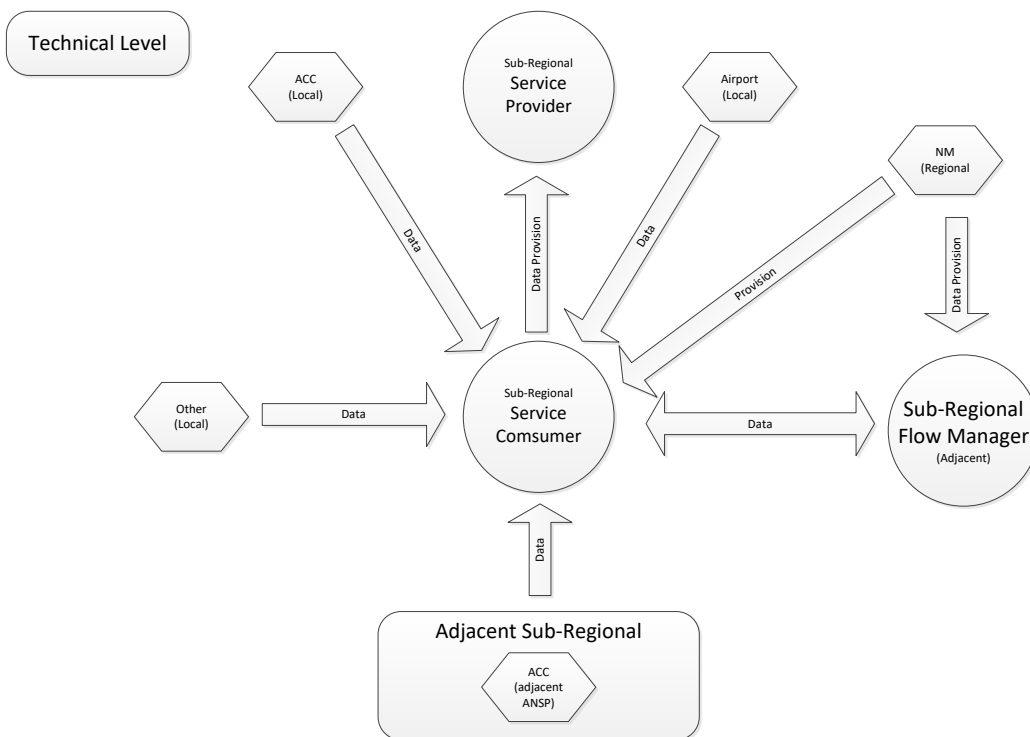 Technical Level
ACC
(Local)
Sub-Regional
Service
Provider
Airport
(Local)
NM
(Regional
Data
Data Provision
Data
Provision
Data Provision
Other
(Local)
Data
Sub-Regional
Service
Comsumer
Data
Sub-Regional
Flow Manager
(Adjacent)
Data
Adjacent Sub-Regional
ACC
(adjacent
ANSP)